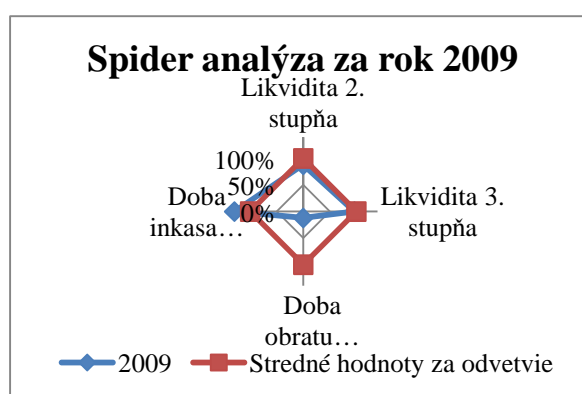 Spider analýza za rok 2009
Likvidita 2.
stupňa
100%
50%
0%
Likvidita 3.
stupňa
Doba
inkasa…
Doba
obratu…
2009
Stredné hodnoty za odvetvie